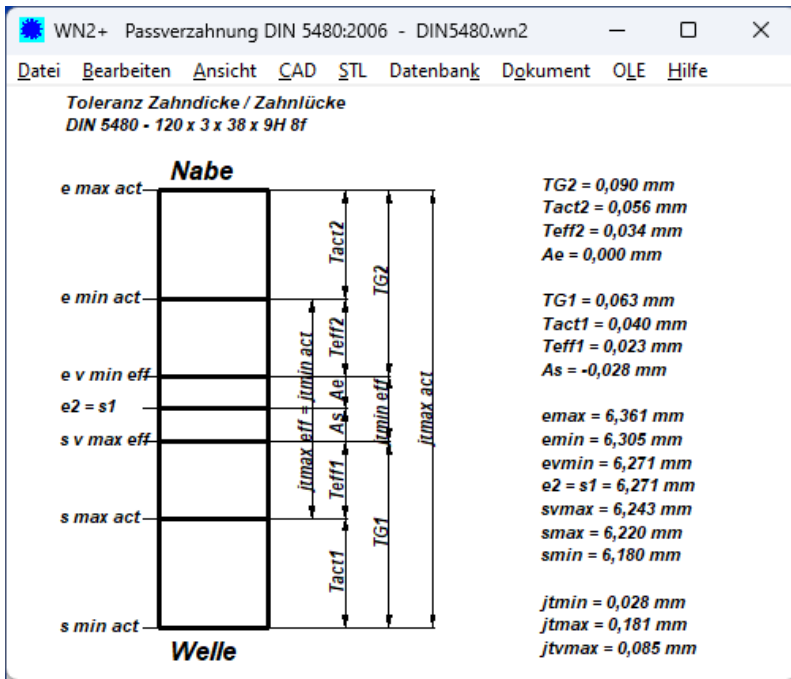 WN2+ Passverzahnung DIN 5480:2006 - DIN5480.wn2
Datei Bearbeiten Ansicht CAD STL Datenbank Dokument OLE Hilfe
Toleranz Zahndicke / Zahnlücke
DIN 5480 - 120 x 3 x 38 x 9H 8f
Nabe
e max act
e min act
e v min eff
e2 = s1
s v max eff
s max act
s min act
Welle
jtmax eff = jtmin act
Tact2
Teff2
As Ae
Teff1
Tact1
TG2
jtmin eff
TG1
jtmax act
TG2 = 0,090 mm
Tact2 = 0,056 mm
Teff2 = 0,034 mm
Ae = 0,000 mm
TG1 = 0,063 mm
Tact1 = 0,040 mm
Teff1 = 0,023 mm
As = -0,028 mm
emax = 6,361 mm
emin = 6,305 mm
evmin = 6,271 mm
e2 = s1 = 6,271 mm
svmax = 6,243 mm
smax = 6,220 mm
smin = 6,180 mm
jtmin = 0,028 mm
jtmax = 0,181 mm
jtvmax = 0,085 mm